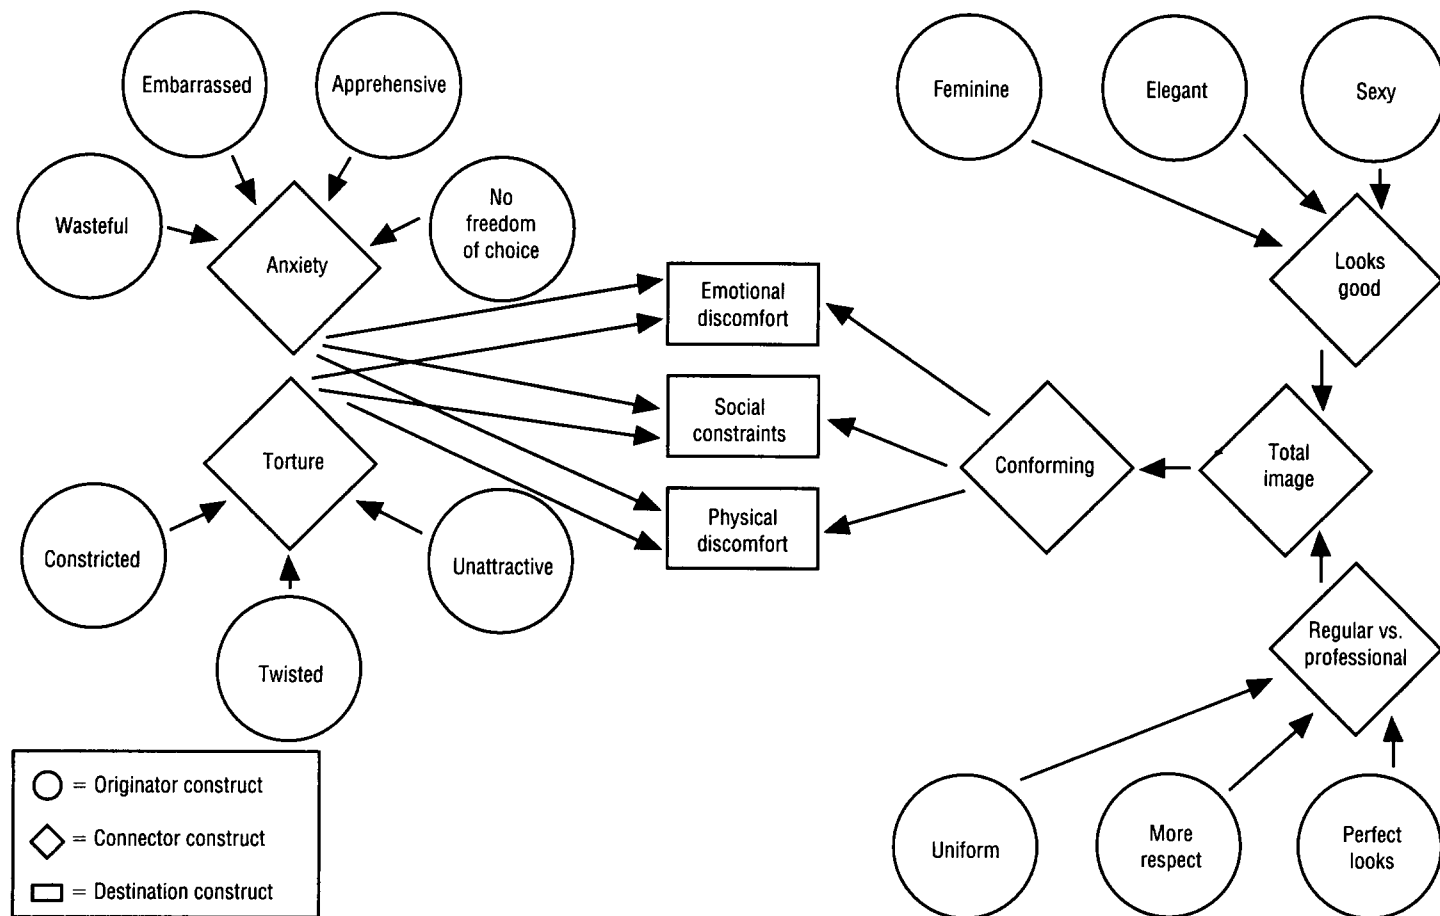 Embarrassed
Apprehensive
Wasteful
No
freedom
of choice
Anxiety
Torture
Constricted
Twisted
Unattractive
Emotional
discomfort
Social
constraints
Physical
discomfort
Feminine
Elegant
Sexy
Looks
good
Conforming
Total
image
Regular vs.
professional
Uniform
More
respect
Perfect
looks
= Originator construct
= Connector construct
= Destination construct